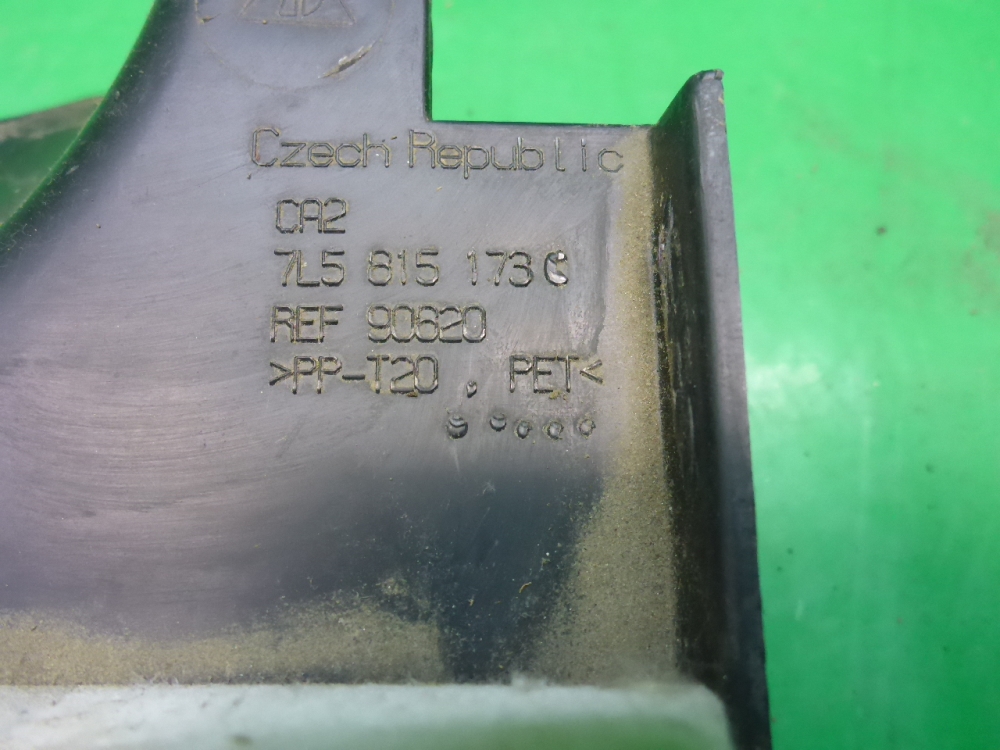 Czech Republic
CA2
7L5 815 173 C
REF 90620
>PP-T20 , PET<